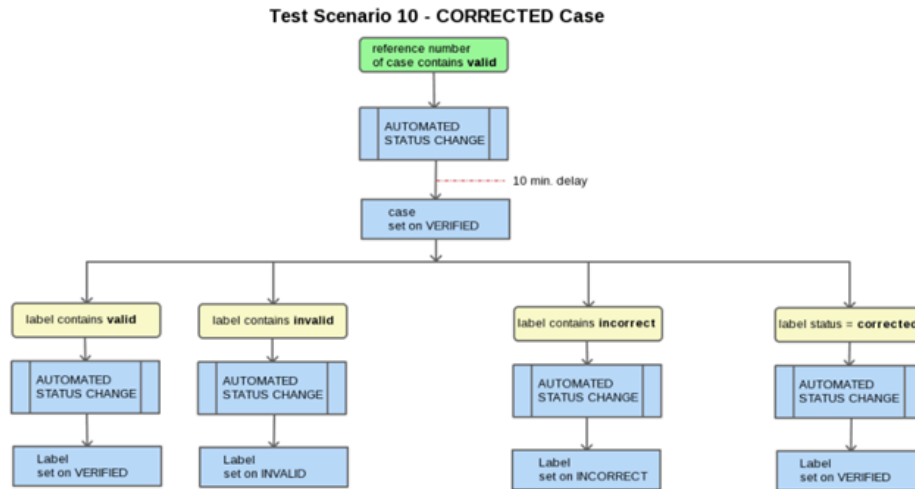 Test Scenario 10 - CORRECTED Case
reference number
of case contains valid
AUTOMATED
STATUS CHANGE
10 min. delay
case
set on VERIFIED
label contains valid
label contains invalid
label contains incorrect
label status = corrected
AUTOMATED
STATUS CHANGE
AUTOMATED
STATUS CHANGE
AUTOMATED
STATUS CHANGE
AUTOMATED
STATUS CHANGE
Label
set on VERIFIED
Label
set on INVALID
Label
set on INCORRECT
Label
set on VERIFIED